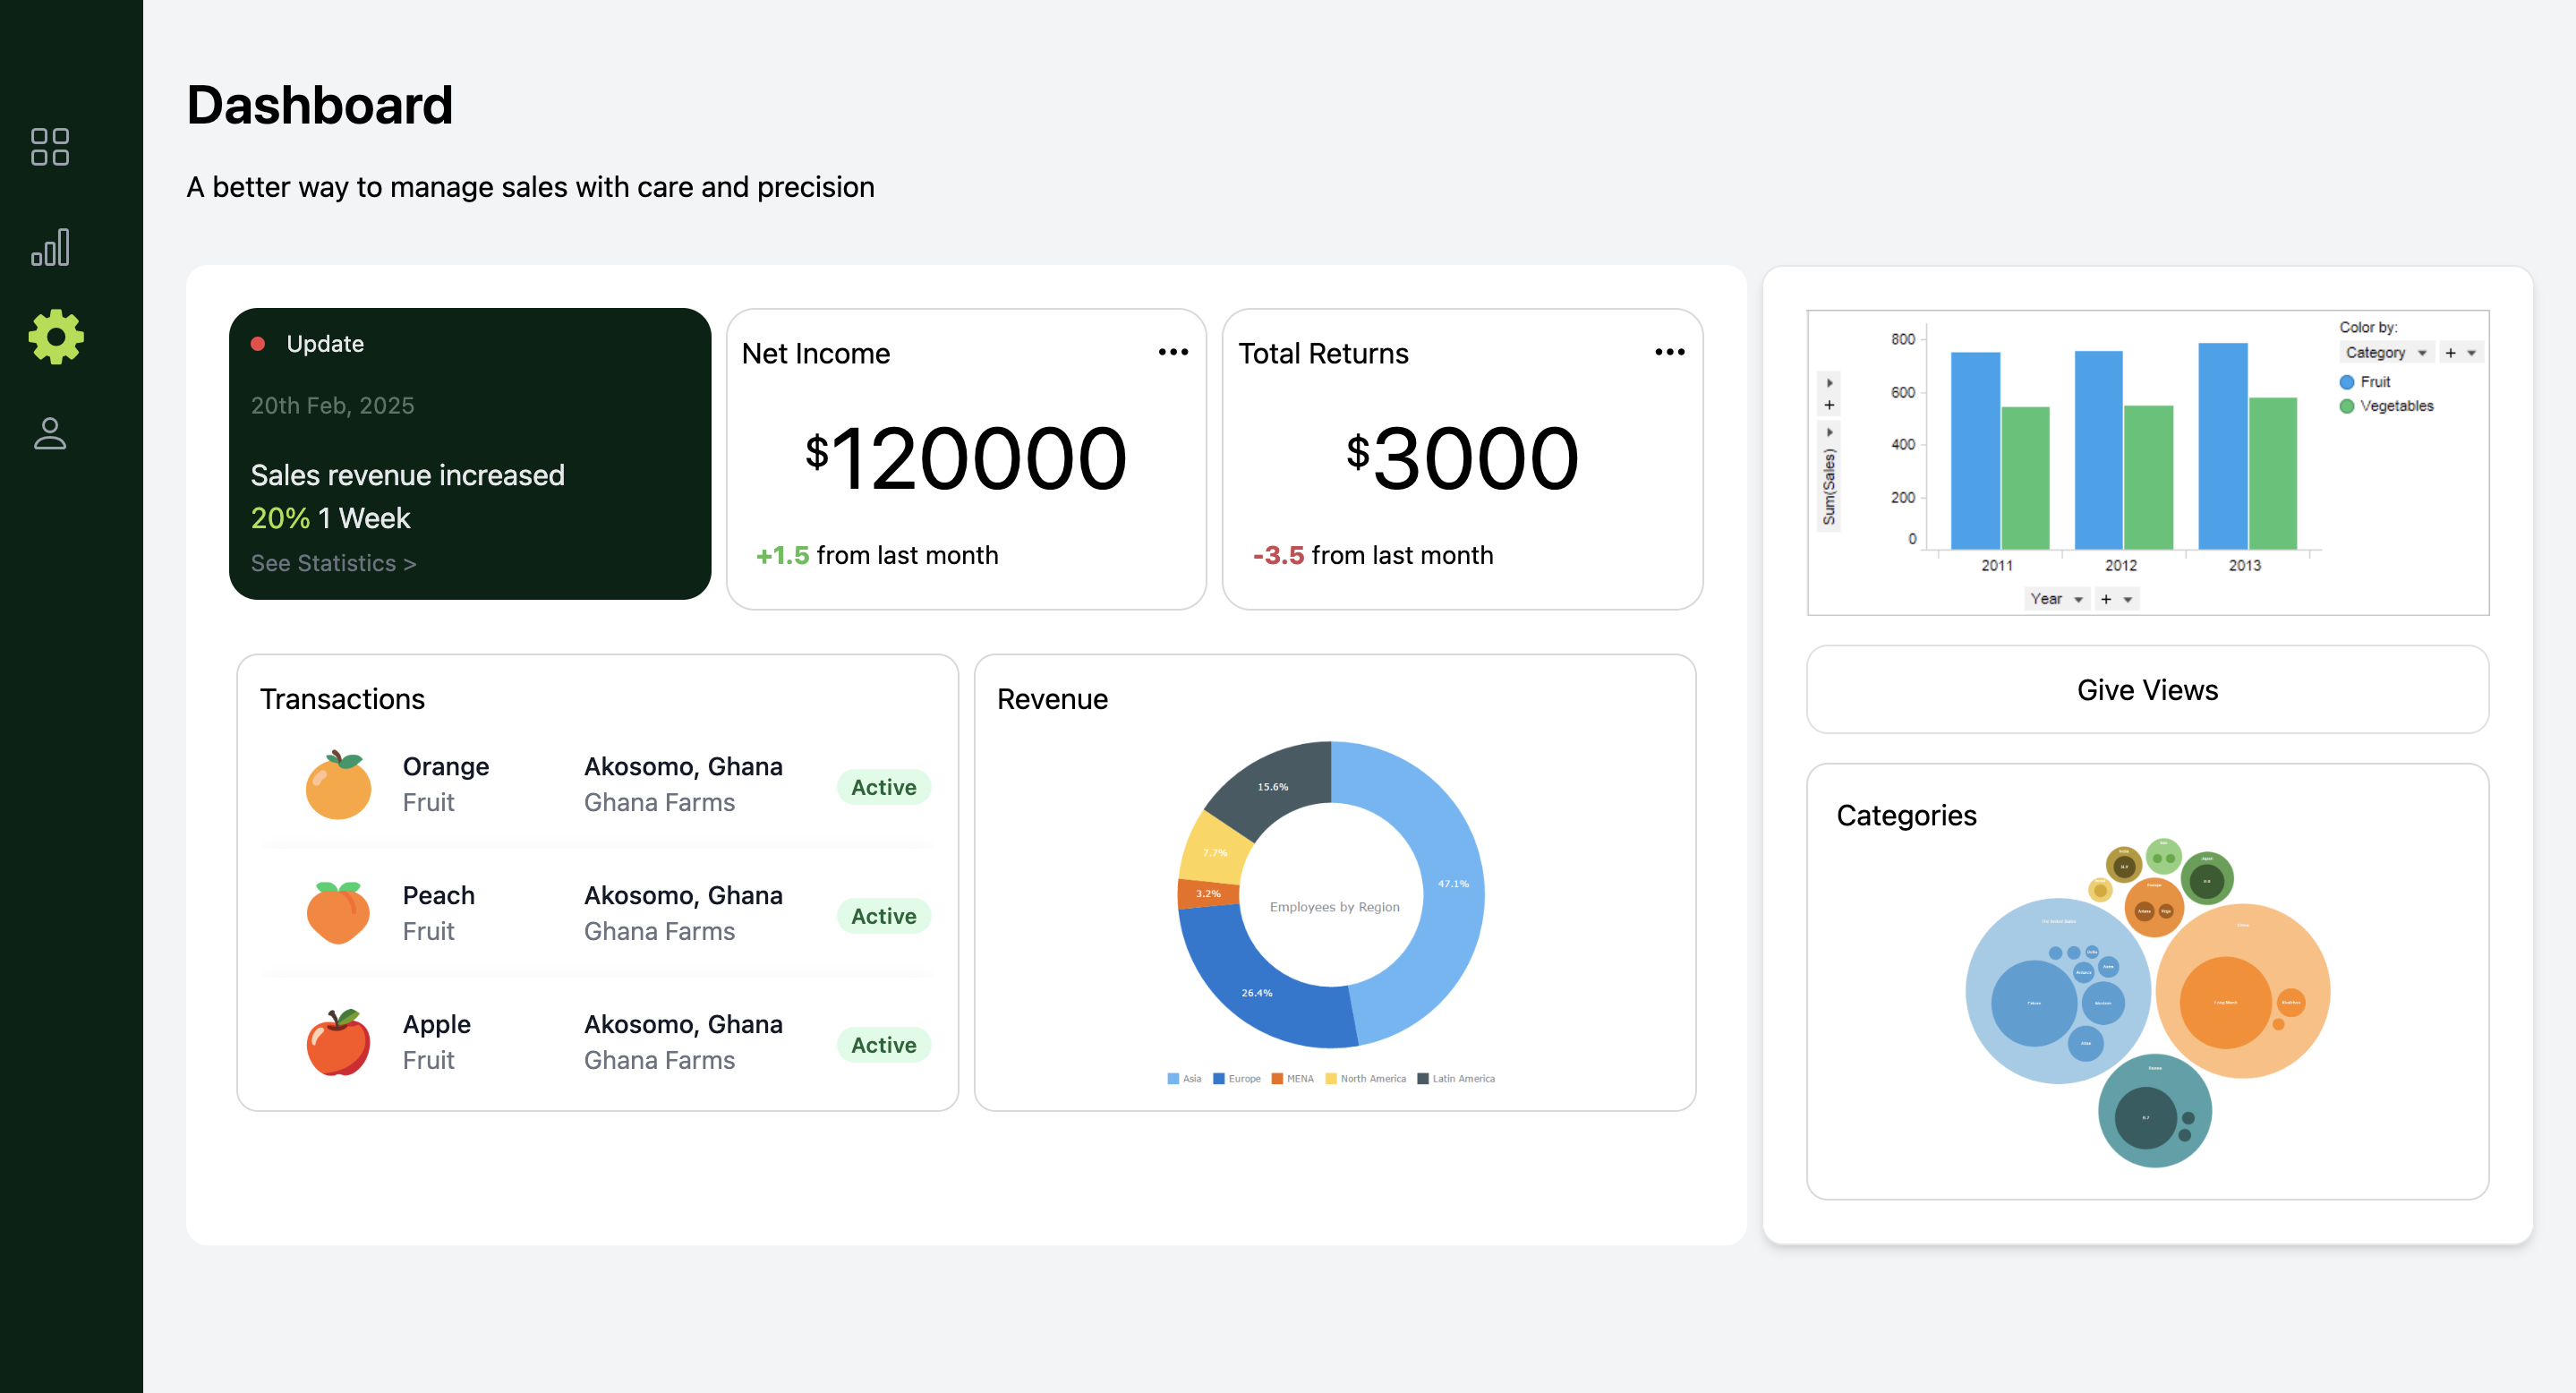 Dashboard
A better way to manage sales with care and precision
Update
20th Feb, 2025
Sales revenue increased
20% 1 Week
See Statistics >
Net Income
$120000
+1.5 from last month
Total Returns
$3000
-3.5 from last month
Transactions
Orange
Fruit
Akosomo, Ghana
Ghana Farms
Active
Peach
Fruit
Akosomo, Ghana
Ghana Farms
Active
Apple
Fruit
Akosomo, Ghana
Ghana Farms
Active
Revenue
15.6%
7.7%
3.2%
47.1%
26.4%
Employees by Region
Asia Europe MENA North America Latin America
Color by:
Category +
Fruit
Vegetables
+
Sum(Sales)
800
600
400
200
0
2011 2012 2013
Year +
Give Views
Categories